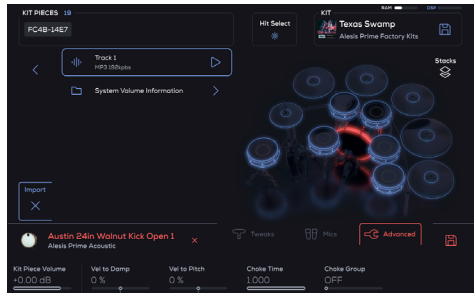 KIT PIECES 19
FC4B-14E7
Hit Select
RAM
DSP
KIT
Texas Swamp
Alesis Prime Factory Kits
Track 1
MP3 192kpbs
System Volume Information
Stacks
Import
Austin 24in Walnut Kick Open 1
Alesis Prime Acoustic
Tweaks
Mics
Advanced
Kit Piece Volume
+0.00 dB
Vel to Damp
0 %
Vel to Pitch
0 %
Choke Time
1.000
Choke Group
OFF